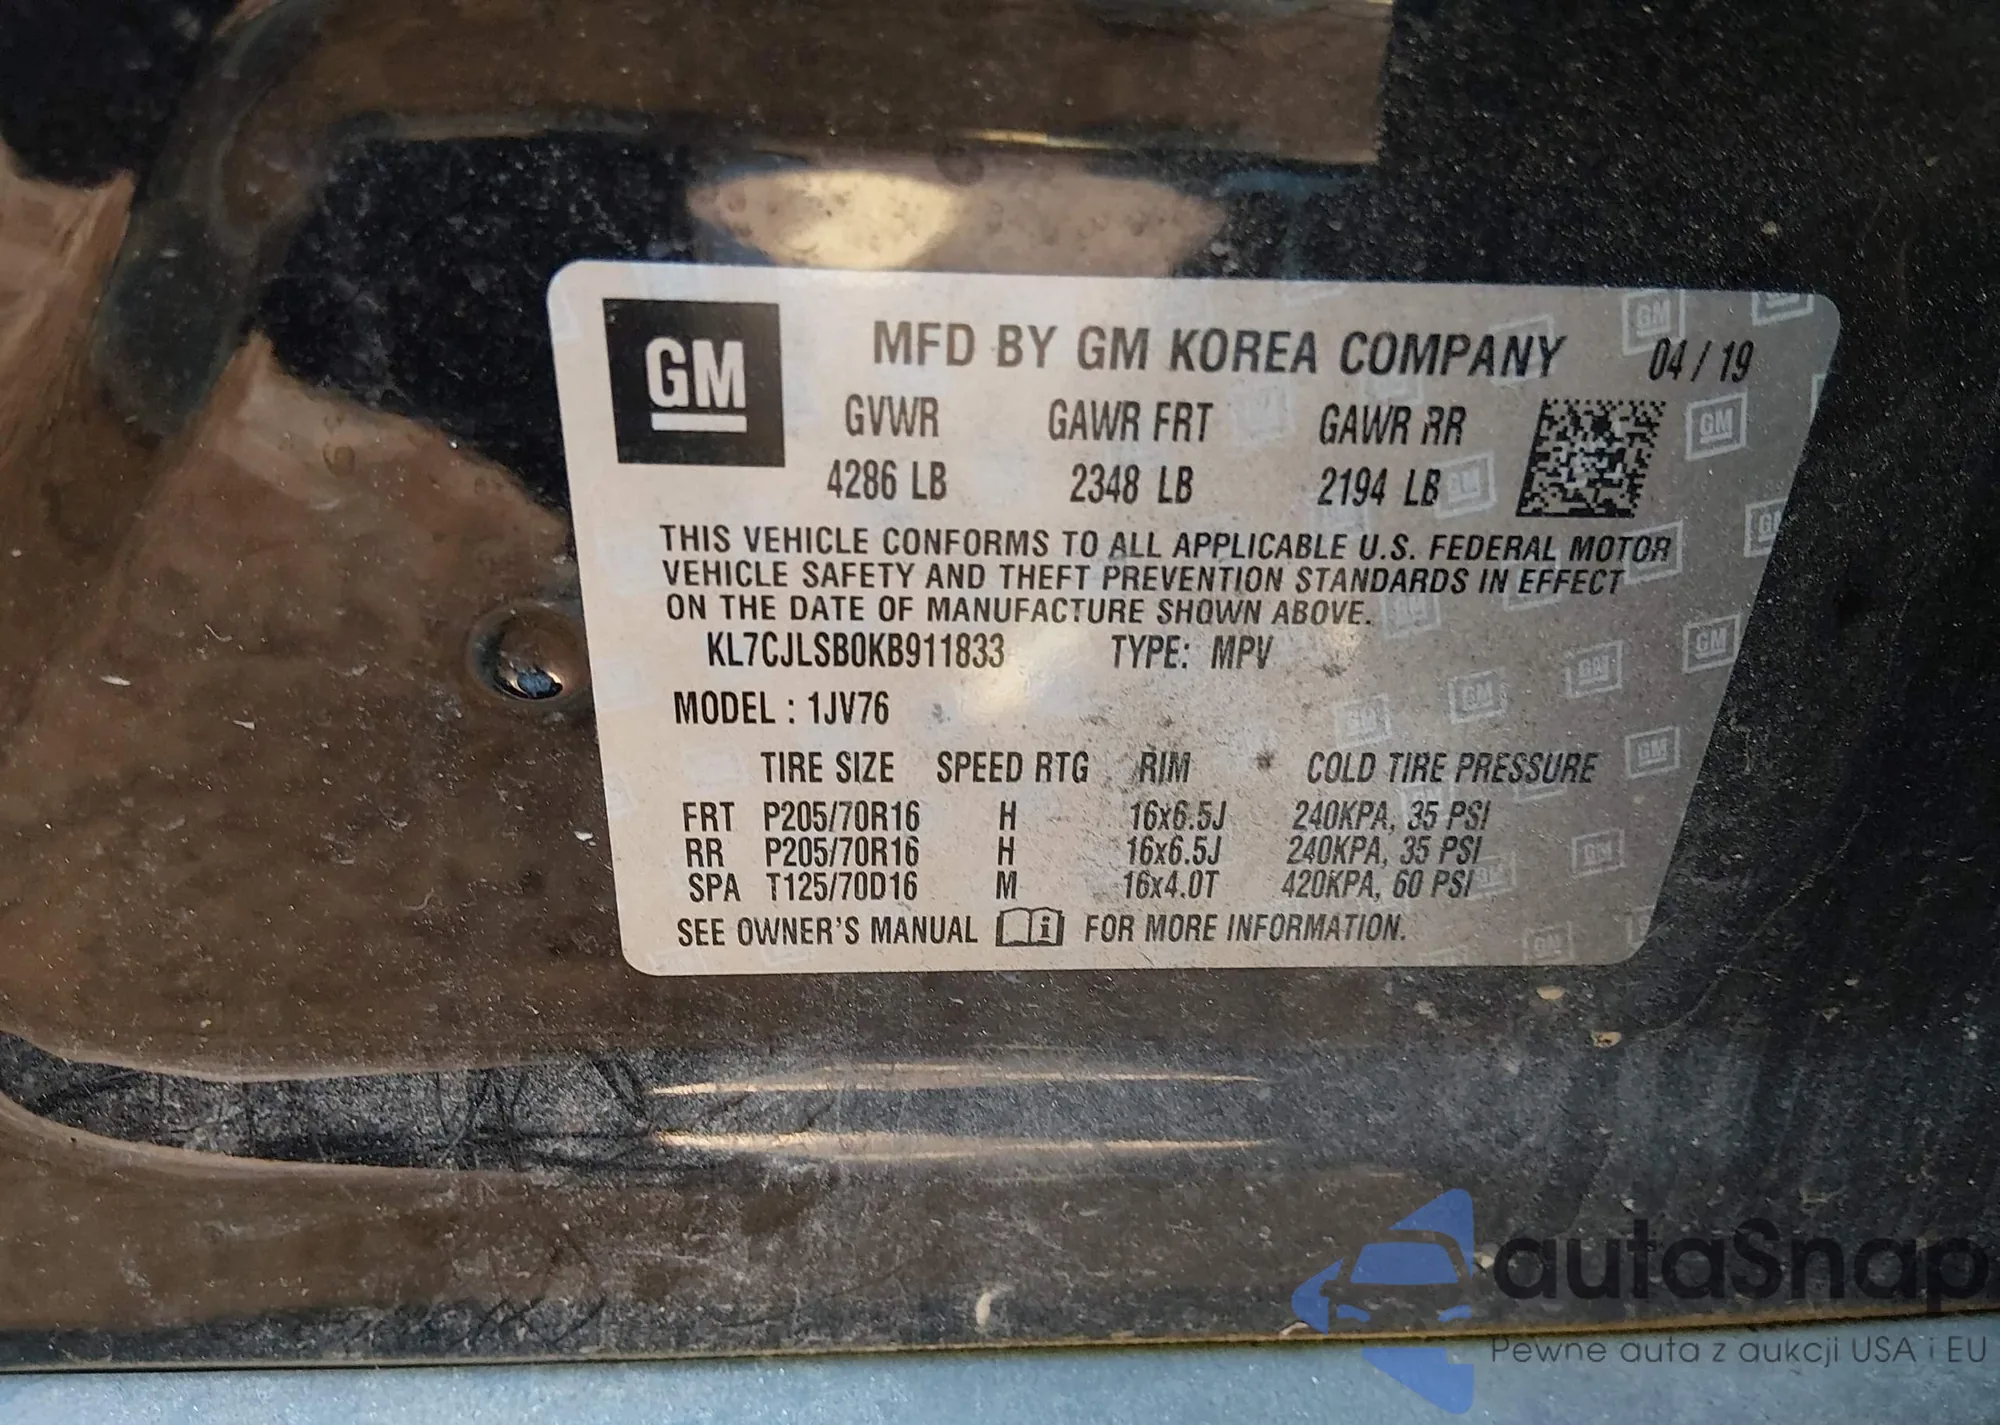 GM
MFD BY GM KOREA COMPANY 04 / 19
GVWR GAWR FRT GAWR RR
4286 LB 2348 LB 2194 LB
THIS VEHICLE CONFORMS TO ALL APPLICABLE U.S. FEDERAL MOTOR
VEHICLE SAFETY AND THEFT PREVENTION STANDARDS IN EFFECT
ON THE DATE OF MANUFACTURE SHOWN ABOVE.
KL7CJLSB0KB911833 TYPE: MPV
MODEL : 1JV76
TIRE SIZE SPEED RTG RIM COLD TIRE PRESSURE
FRT P205/70R16 H 16x6.5J 240KPA, 35 PSI
RR P205/70R16 H 16x6.5J 240KPA, 35 PSI
SPA T125/70D16 M 16x4.0T 420KPA, 60 PSI
SEE OWNER'S MANUAL i FOR MORE INFORMATION.
autaSnap
Pewne auta z aukcji USA i EU